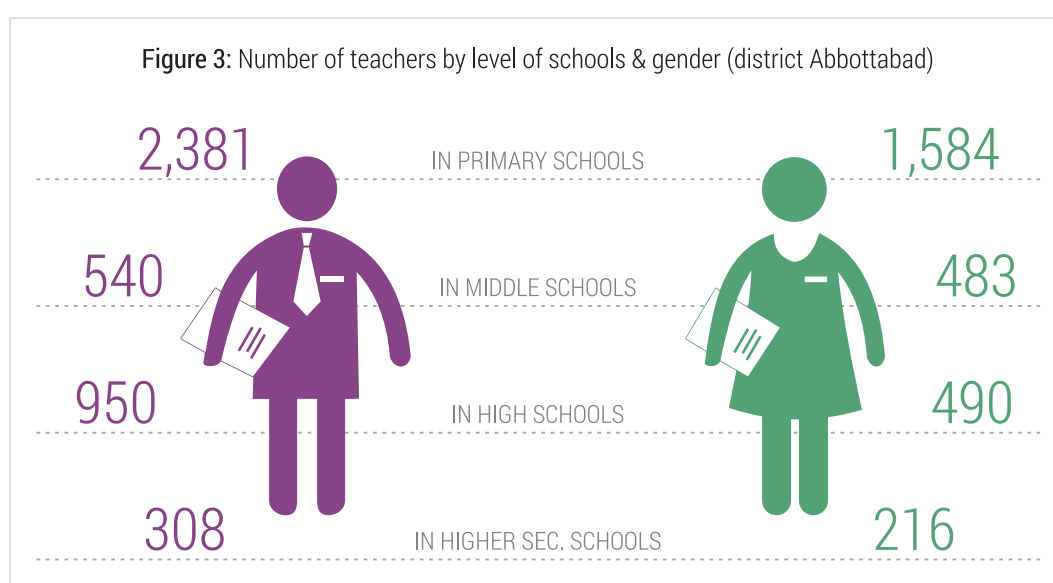 Figure 3: Number of teachers by level of schools & gender (district Abbottabad)
2,381 IN PRIMARY SCHOOLS 1,584
540 IN MIDDLE SCHOOLS 483
950 IN HIGH SCHOOLS 490
308 IN HIGHER SEC. SCHOOLS 216